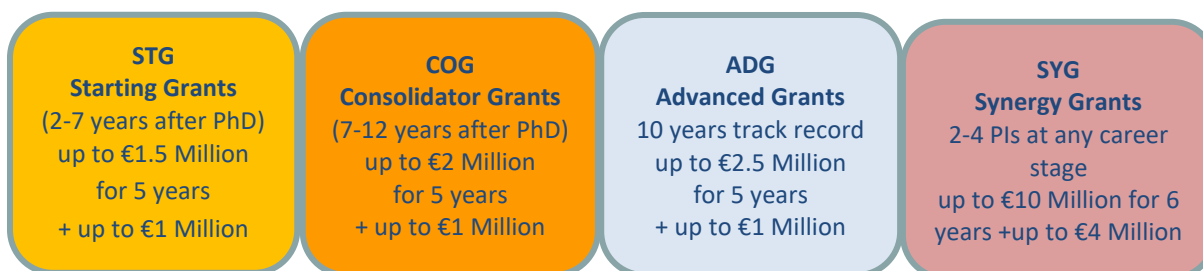 STG
Starting Grants
(2-7 years after PhD)
up to €1.5 Million
for 5 years
+ up to €1 Million
COG
Consolidator Grants
(7-12 years after PhD)
up to €2 Million
for 5 years
+ up to €1 Million
ADG
Advanced Grants
10 years track record
up to €2.5 Million
for 5 years
+ up to €1 Million
SYG
Synergy Grants
2-4 PIs at any career
stage
up to €10 Million for 6
years +up to €4 Million